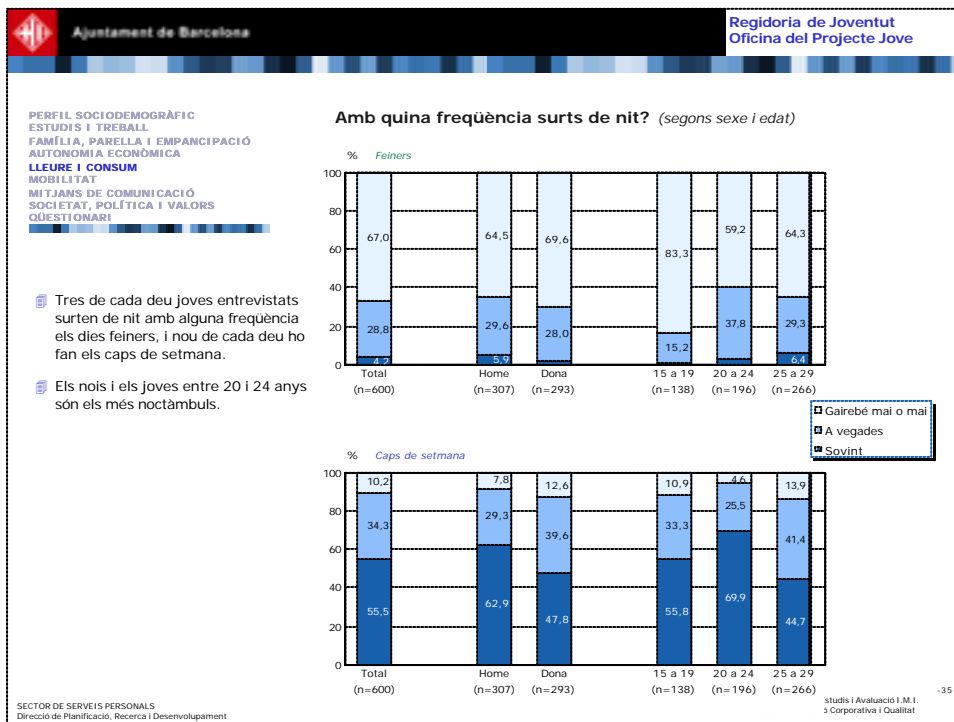 Ajuntament de Barcelona
Regidoria de Joventut
Oficina del Projecte Jove
PERFIL SOCIODEMOGRÀFIC
ESTUDIS I TREBALL
FAMÍLIA, PARELLA I EMPANCIPACIÓ
AUTONOMIA ECONÒMICA
LLEURE I CONSUM
MOBILITAT
MITJANS DE COMUNICACIÓ
SOCIETAT, POLÍTICA I VALORS
QÜESTIONARI
Tres de cada deu joves entrevistats
surten de nit amb alguna freqüència
els dies feiners, i nou de cada deu ho
fan els caps de setmana.
Els nois i els joves entre 20 i 24 anys
són els més noctàmbuls.
Amb quina freqüència surts de nit? (segons sexe i edat)
% Feiners
100
80
60
40
20
0
67,0 64,5 69,6 83,3 59,2 64,3
28,8 29,6 28,0 15,2 37,8 29,3
4,2 5,9 6,4
Total Home Dona 15 a 19 20 a 24 25 a 29
(n=600) (n=307) (n=293) (n=138) (n=196) (n=266)
Gairebé mai o mai
A vegades
Sovint
% Caps de setmana
100
80
60
40
20
0
10,2 7,8 12,6 10,9 4,6 13,9
34,3 29,3 39,6 33,3 25,5 41,4
55,5 62,9 47,8 55,8 69,9 44,7
Total Home Dona 15 a 19 20 a 24 25 a 29
(n=600) (n=307) (n=293) (n=138) (n=196) (n=266)
SECTOR DE SERVEIS PERSONALS
Direcció de Planificació, Recerca i Desenvolupament
studis i Avaluació I.M.I.
Corporativa i Qualitat
-35